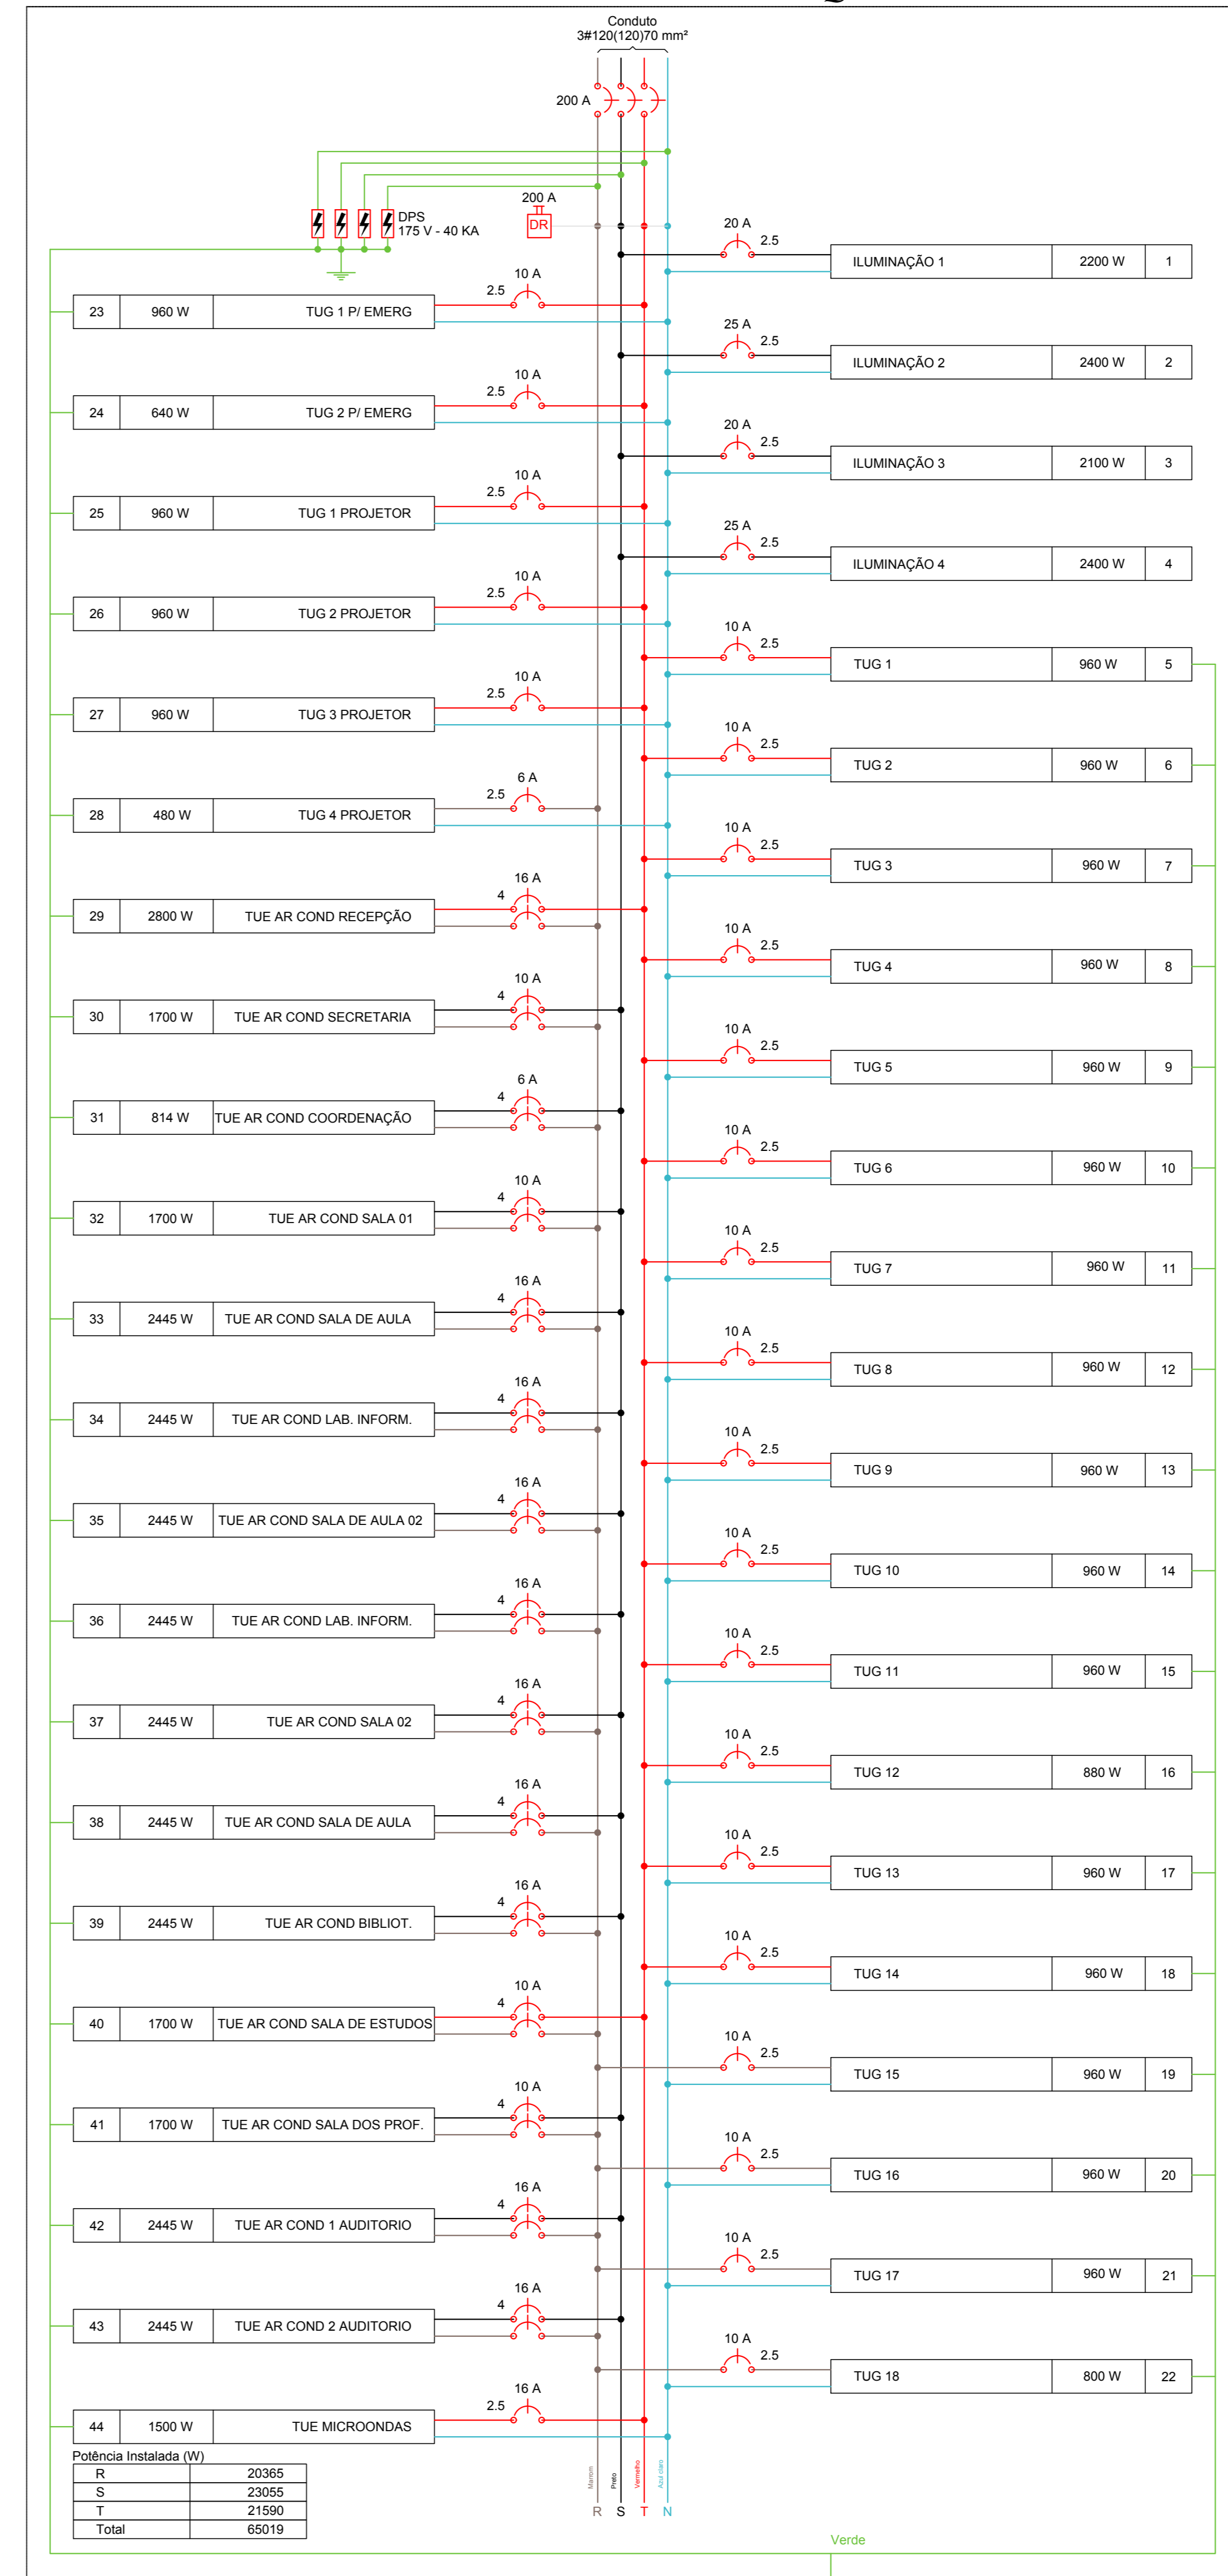 Conduto
3#120(120)70 mm²
200 A
DPS
175 V - 40 KA
200 A
DR
20 A
2.5
ILUMINAÇÃO 1 2200 W 1
10 A
2.5
23 960 W TUG 1 P/ EMERG
25 A
2.5
ILUMINAÇÃO 2 2400 W 2
10 A
2.5
24 640 W TUG 2 P/ EMERG
20 A
2.5
ILUMINAÇÃO 3 2100 W 3
10 A
2.5
25 960 W TUG 1 PROJETOR
25 A
2.5
ILUMINAÇÃO 4 2400 W 4
10 A
2.5
26 960 W TUG 2 PROJETOR
10 A
2.5
TUG 1 960 W 5
10 A
2.5
27 960 W TUG 3 PROJETOR
10 A
2.5
TUG 2 960 W 6
6 A
2.5
28 480 W TUG 4 PROJETOR
10 A
2.5
TUG 3 960 W 7
16 A
4
29 2800 W TUE AR COND RECEPÇÃO
10 A
2.5
TUG 4 960 W 8
10 A
4
30 1700 W TUE AR COND SECRETARIA
10 A
2.5
TUG 5 960 W 9
6 A
4
31 814 W TUE AR COND COORDENAÇÃO
10 A
2.5
TUG 6 960 W 10
10 A
4
32 1700 W TUE AR COND SALA 01
10 A
2.5
TUG 7 960 W 11
16 A
4
33 2445 W TUE AR COND SALA DE AULA
10 A
2.5
TUG 8 960 W 12
16 A
4
34 2445 W TUE AR COND LAB. INFORM.
10 A
2.5
TUG 9 960 W 13
16 A
4
35 2445 W TUE AR COND SALA DE AULA 02
10 A
2.5
TUG 10 960 W 14
16 A
4
36 2445 W TUE AR COND LAB. INFORM.
10 A
2.5
TUG 11 960 W 15
16 A
4
37 2445 W TUE AR COND SALA 02
10 A
2.5
TUG 12 880 W 16
16 A
4
38 2445 W TUE AR COND SALA DE AULA
10 A
2.5
TUG 13 960 W 17
16 A
4
39 2445 W TUE AR COND BIBLIOT.
10 A
2.5
TUG 14 960 W 18
10 A
4
40 1700 W TUE AR COND SALA DE ESTUDOS
10 A
2.5
TUG 15 960 W 19
10 A
4
41 1700 W TUE AR COND SALA DOS PROF.
10 A
2.5
TUG 16 960 W 20
16 A
4
42 2445 W TUE AR COND 1 AUDITORIO
10 A
2.5
TUG 17 960 W 21
16 A
4
43 2445 W TUE AR COND 2 AUDITORIO
10 A
2.5
TUG 18 800 W 22
16 A
2.5
44 1500 W TUE MICROONDAS
Potência Instalada (W)
R 20365
S 23055
T 21590
Total 65019
Marrom
Preto
Vermelho
Azul claro
R S T N
Verde